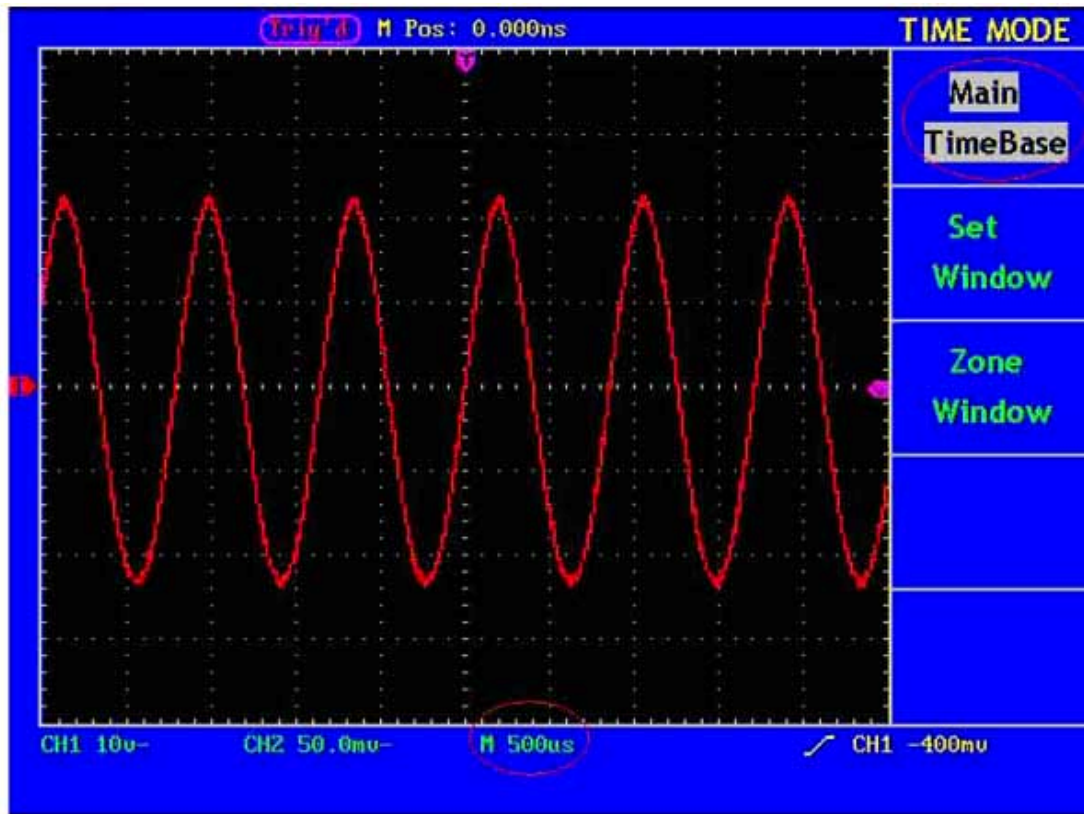 Trig'd M Pos: 0.000ns
TIME MODE
Main
TimeBase
Set
Window
Zone
Window
CH1 10v- CH2 50.0mv- M 500us CH1 -400mv